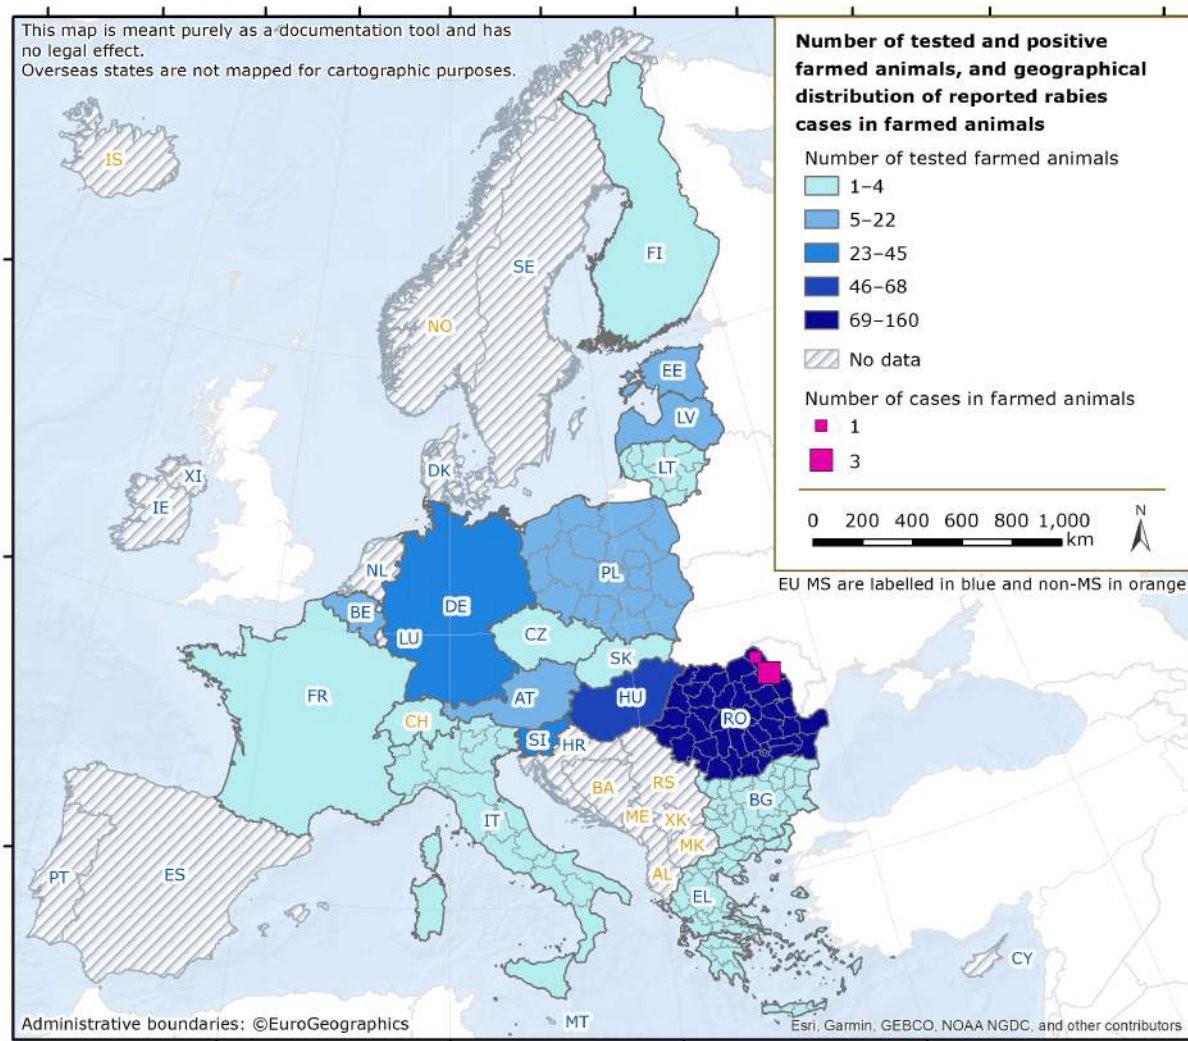 This map is meant purely as a documentation tool and has
no legal effect.
Overseas states are not mapped for cartographic purposes.
Number of tested and positive
farmed animals, and geographical
distribution of reported rabies
cases in farmed animals
Number of tested farmed animals
1–4
5–22
23–45
46–68
69–160
No data
Number of cases in farmed animals
1
3
0 200 400 600 800 1,000
km
N
EU MS are labelled in blue and non-MS in orange
IS
FI
SE
NO
EE
LV
LT
DK
XI
IE
NL
PL
BE
DE
LU
CZ
SK
FR
AT
HU
CH
RO
SI
HR
BA
RS
BG
IT
ME
XK
MK
AL
PT
ES
EL
CY
MT
Administrative boundaries: ©EuroGeographics
Esri, Garmin, GEBCO, NOAA NGDC, and other contributors